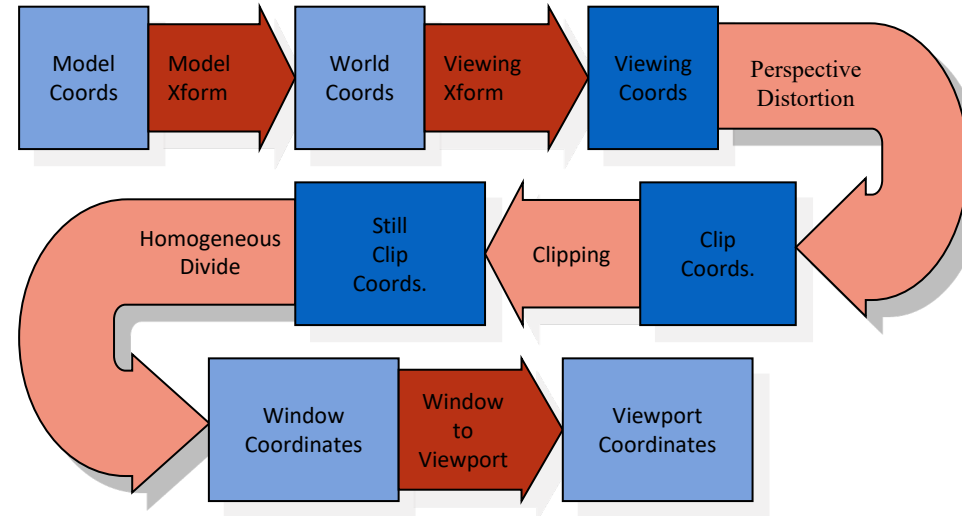 Model
Coords
Model
Xform
World
Coords
Viewing
Xform
Viewing
Coords
Perspective
Distortion
Clip
Coords.
Clipping
Still
Clip
Coords.
Homogeneous
Divide
Window
Coordinates
Window
to
Viewport
Viewport
Coordinates